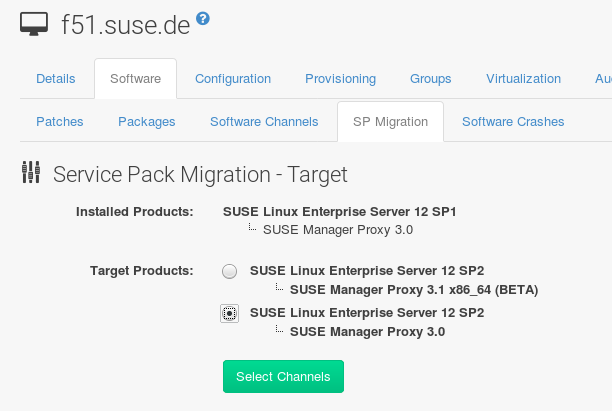 f51.suse.de ?
Details Software Configuration Provisioning Groups Virtualization Au
Patches Packages Software Channels SP Migration Software Crashes
Service Pack Migration - Target
Installed Products: SUSE Linux Enterprise Server 12 SP1
SUSE Manager Proxy 3.0
Target Products: SUSE Linux Enterprise Server 12 SP2
SUSE Manager Proxy 3.1 x86_64 (BETA)
SUSE Linux Enterprise Server 12 SP2
SUSE Manager Proxy 3.0
Select Channels